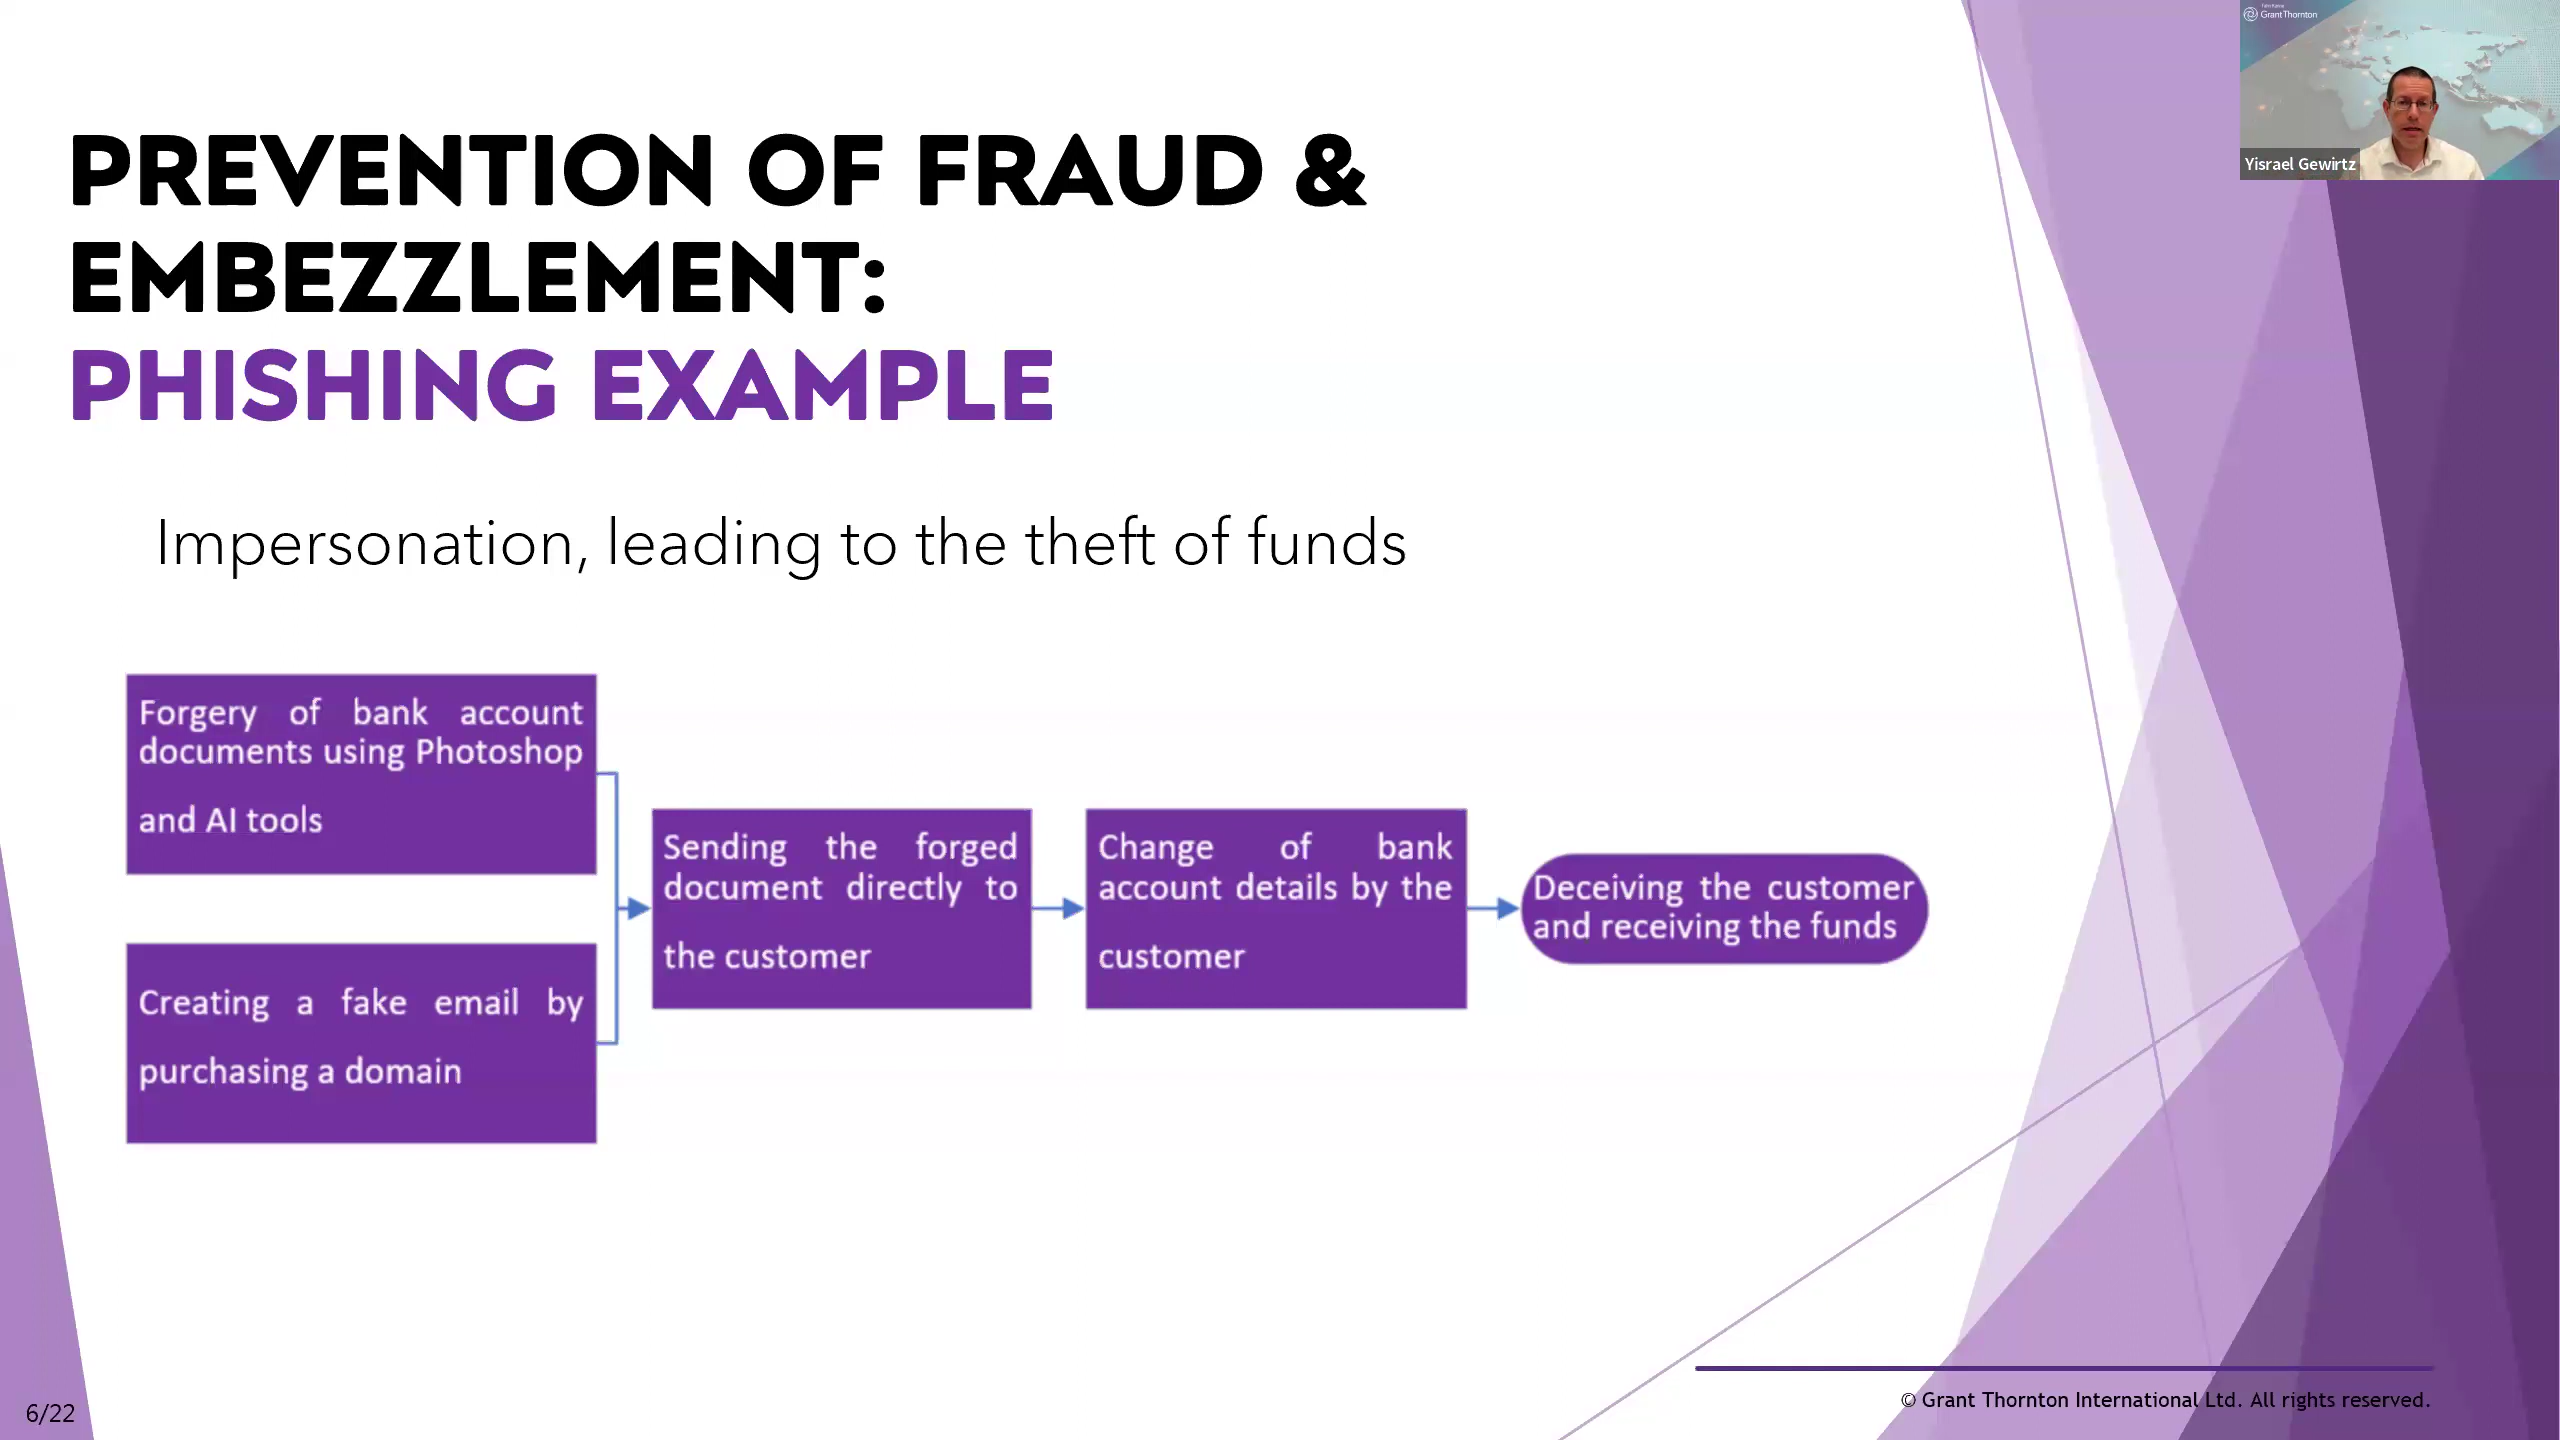 GrantThornton
Yisrael Gewirtz
PREVENTION OF FRAUD &
EMBEZZLEMENT:
PHISHING EXAMPLE
Impersonation, leading to the theft of funds
Forgery of bank account
documents using Photoshop
and AI tools
Creating a fake email by
purchasing a domain
Sending the forged
document directly to
the customer
Change of bank
account details by the
customer
Deceiving the customer
and receiving the funds
6/22
© Grant Thornton International Ltd. All rights reserved.